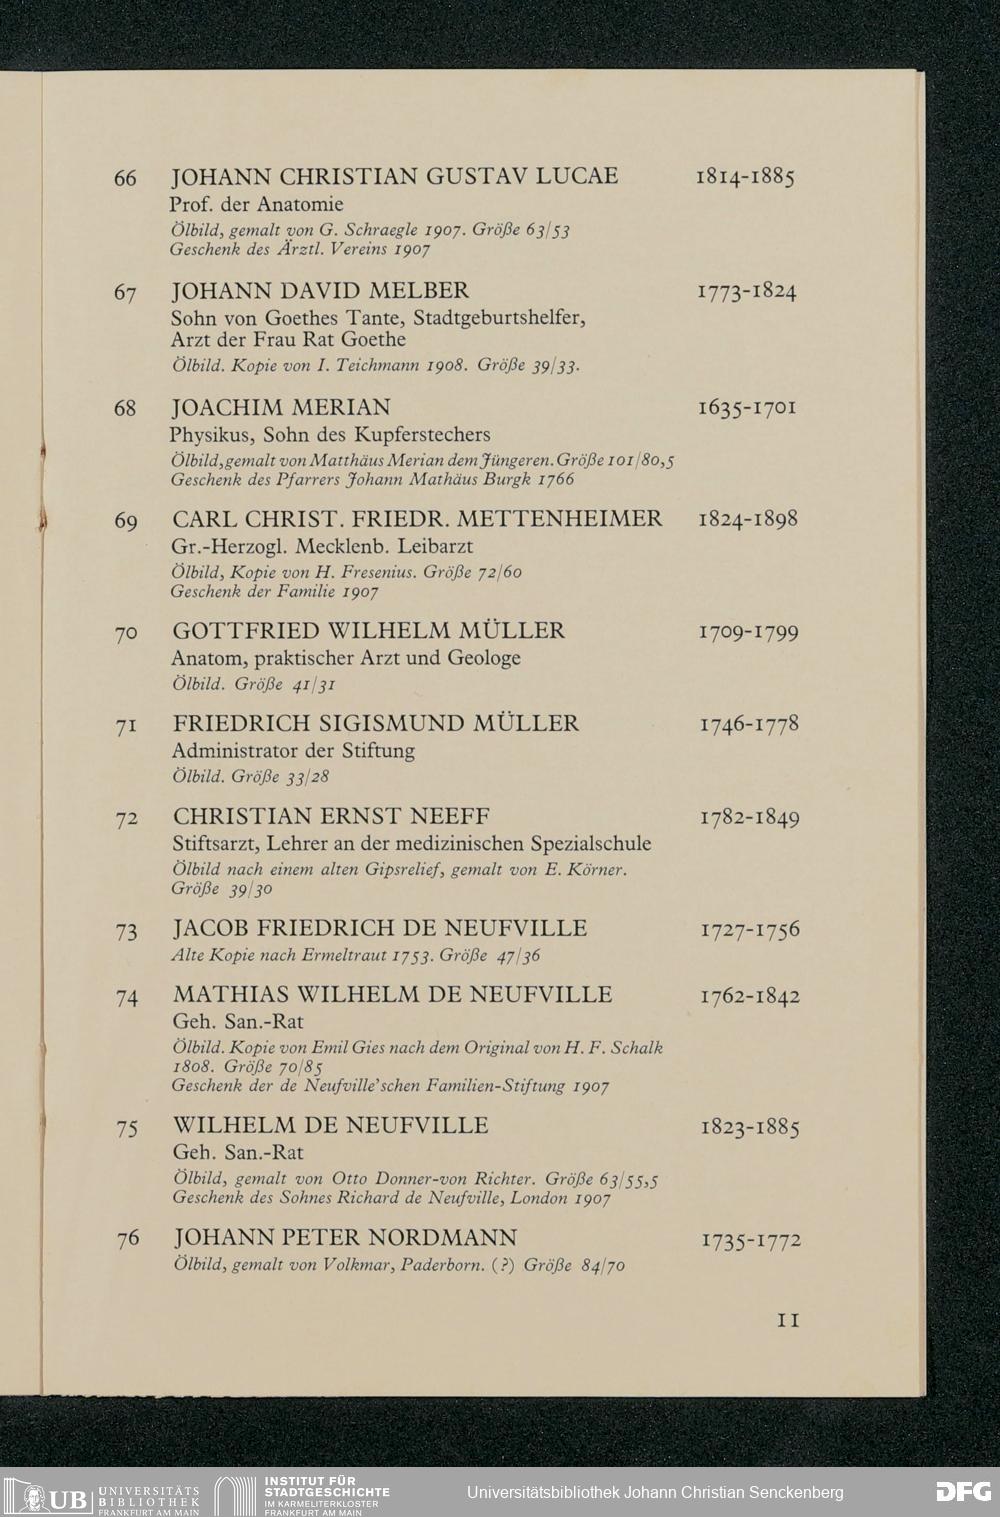 66 JOHANN CHRISTIAN GUSTAV LUCAE 1814-1885
Prof. der Anatomie
Ölbild, gemalt von G. Schraegle 1907. Größe 63/53
Geschenk des Ärztl. Vereins 1907
67 JOHANN DAVID MELBER 1773-1824
Sohn von Goethes Tante, Stadtgeburtshelfer,
Arzt der Frau Rat Goethe
Ölbild. Kopie von I. Teichmann 1908. Größe 39/33.
68 JOACHIM MERIAN 1635-1701
Physikus, Sohn des Kupferstechers
Ölbild, gemalt von Matthäus Merian dem Jüngeren. Größe 101/80,5
Geschenk des Pfarrers Johann Mathäus Burgk 1766
69 CARL CHRIST. FRIEDR. METTENHEIMER 1824-1898
Gr.-Herzogl. Mecklenb. Leibarzt
Ölbild, Kopie von H. Fresenius. Größe 72/60
Geschenk der Familie 1907
70 GOTTFRIED WILHELM MÜLLER 1709-1799
Anatom, praktischer Arzt und Geologe
Ölbild. Größe 41/31
71 FRIEDRICH SIGISMUND MÜLLER 1746-1778
Administrator der Stiftung
Ölbild. Größe 33/28
72 CHRISTIAN ERNST NEEFF 1782-1849
Stiftsarzt, Lehrer an der medizinischen Spezialschule
Ölbild nach einem alten Gipsrelief, gemalt von E. Körner.
Größe 39/30
73 JACOB FRIEDRICH DE NEUFVILLE 1727-1756
Alte Kopie nach Ermeltraut 1753. Größe 47/36
74 MATHIAS WILHELM DE NEUFVILLE 1762-1842
Geh. San.-Rat
Ölbild. Kopie von Emil Gies nach dem Original von H. F. Schalk
1808. Größe 70/85
Geschenk der de Neufville'schen Familien-Stiftung 1907
75 WILHELM DE NEUFVILLE 1823-1885
Geh. San.-Rat
Ölbild, gemalt von Otto Donner-von Richter. Größe 63/55,5
Geschenk des Sohnes Richard de Neufville, London 1907
76 JOHANN PETER NORDMANN 1735-1772
Ölbild, gemalt von Volkmar, Paderborn. (?) Größe 84/70
11
UB UNIVERSITÄTS
BIBLIOTHEK
FRANKFURT AM MAIN
INSTITUT FÜR
STADTGESCHICHTE
IM KARMELITERKLOSTER
FRANKFURT AM MAIN
Universitätsbibliothek Johann Christian Senckenberg
DFG